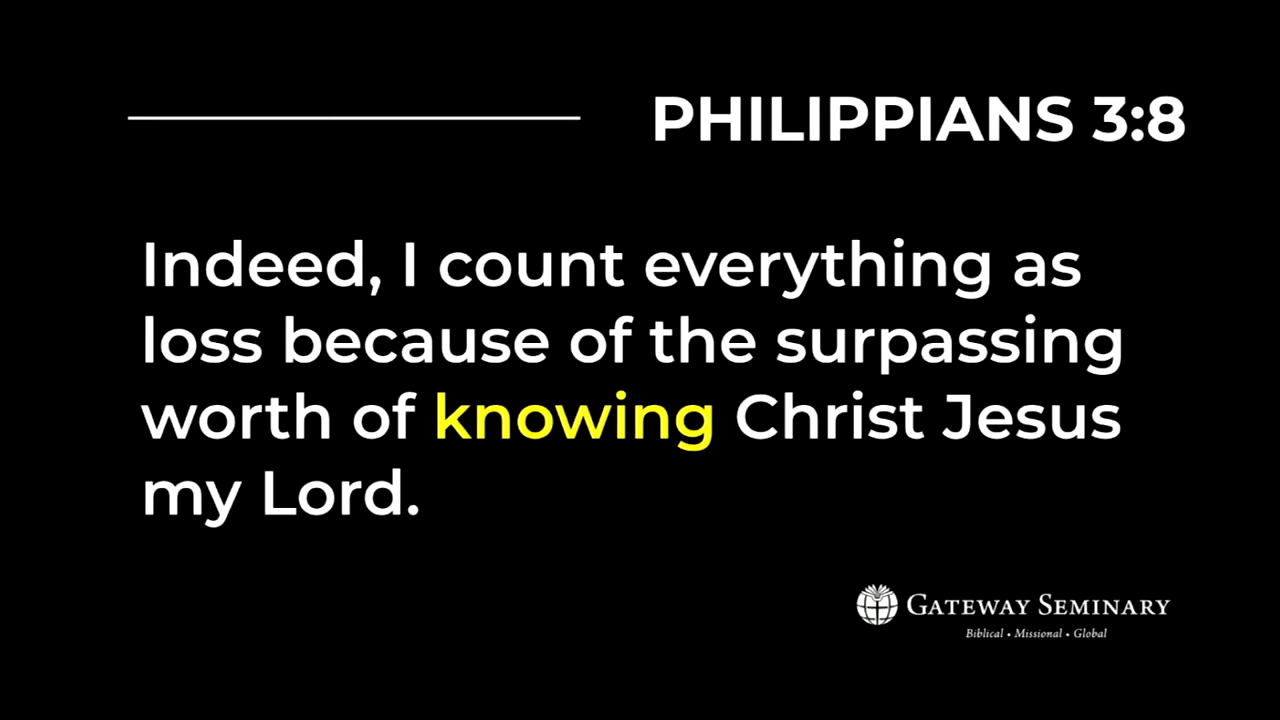 PHILIPPIANS 3:8
Indeed, I count everything as
loss because of the surpassing
worth of knowing Christ Jesus
my Lord.
GATEWAY SEMINARY
Biblical • Missional • Global